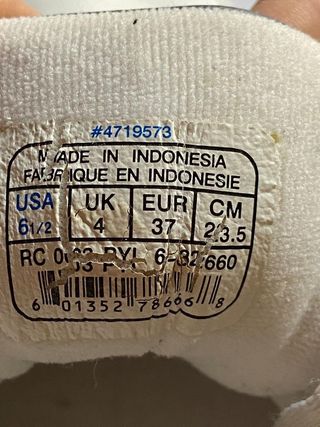 #4719573
MADE IN INDONESIA
FABRIQUE EN INDONESIE
USA UK EUR CM
6 1/2 4 37 23.5
RC 660
6 01352 78666 8